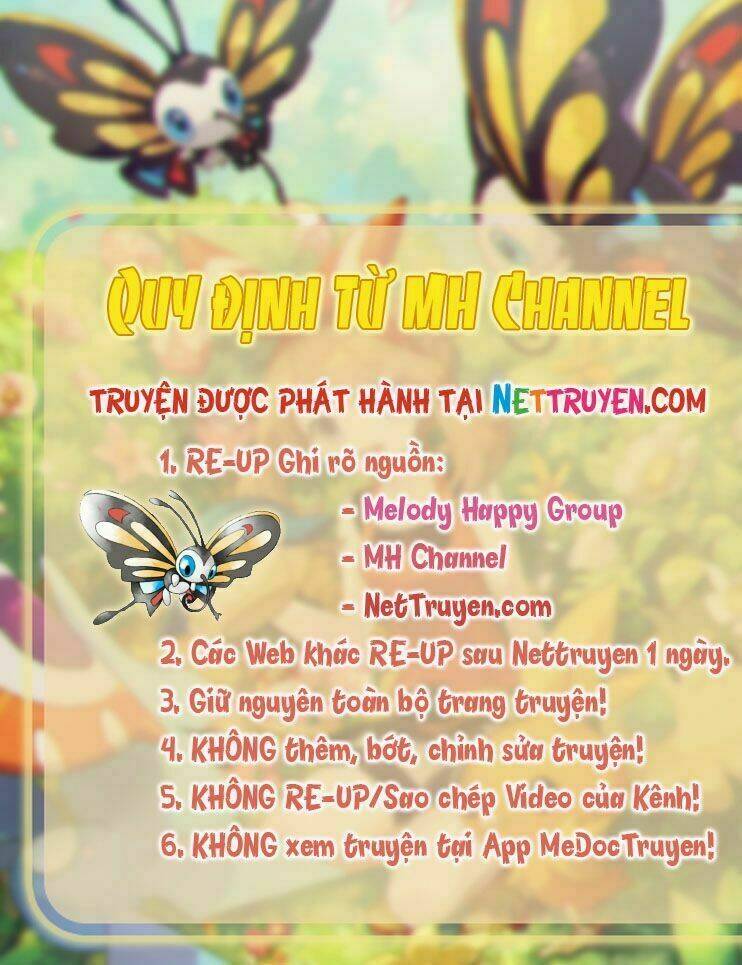 QUY ĐỊNH TỪ MH CHANNEL
TRUYỆN ĐƯỢC PHÁT HÀNH TẠI NETTRUYEN.COM
1. RE-UP Ghi rõ nguồn:
- Melody Happy Group
- MH Channel
- NetTruyen.com
2. Các Web khác RE-UP sau Nettruyen 1 ngày.
3. Giữ nguyên toàn bộ trang truyện!
4. KHÔNG thêm, bớt, chỉnh sửa truyện!
5. KHÔNG RE-UP/Sao chép Video của Kênh!
6. KHÔNG xem truyện tại App MeDocTruyen!